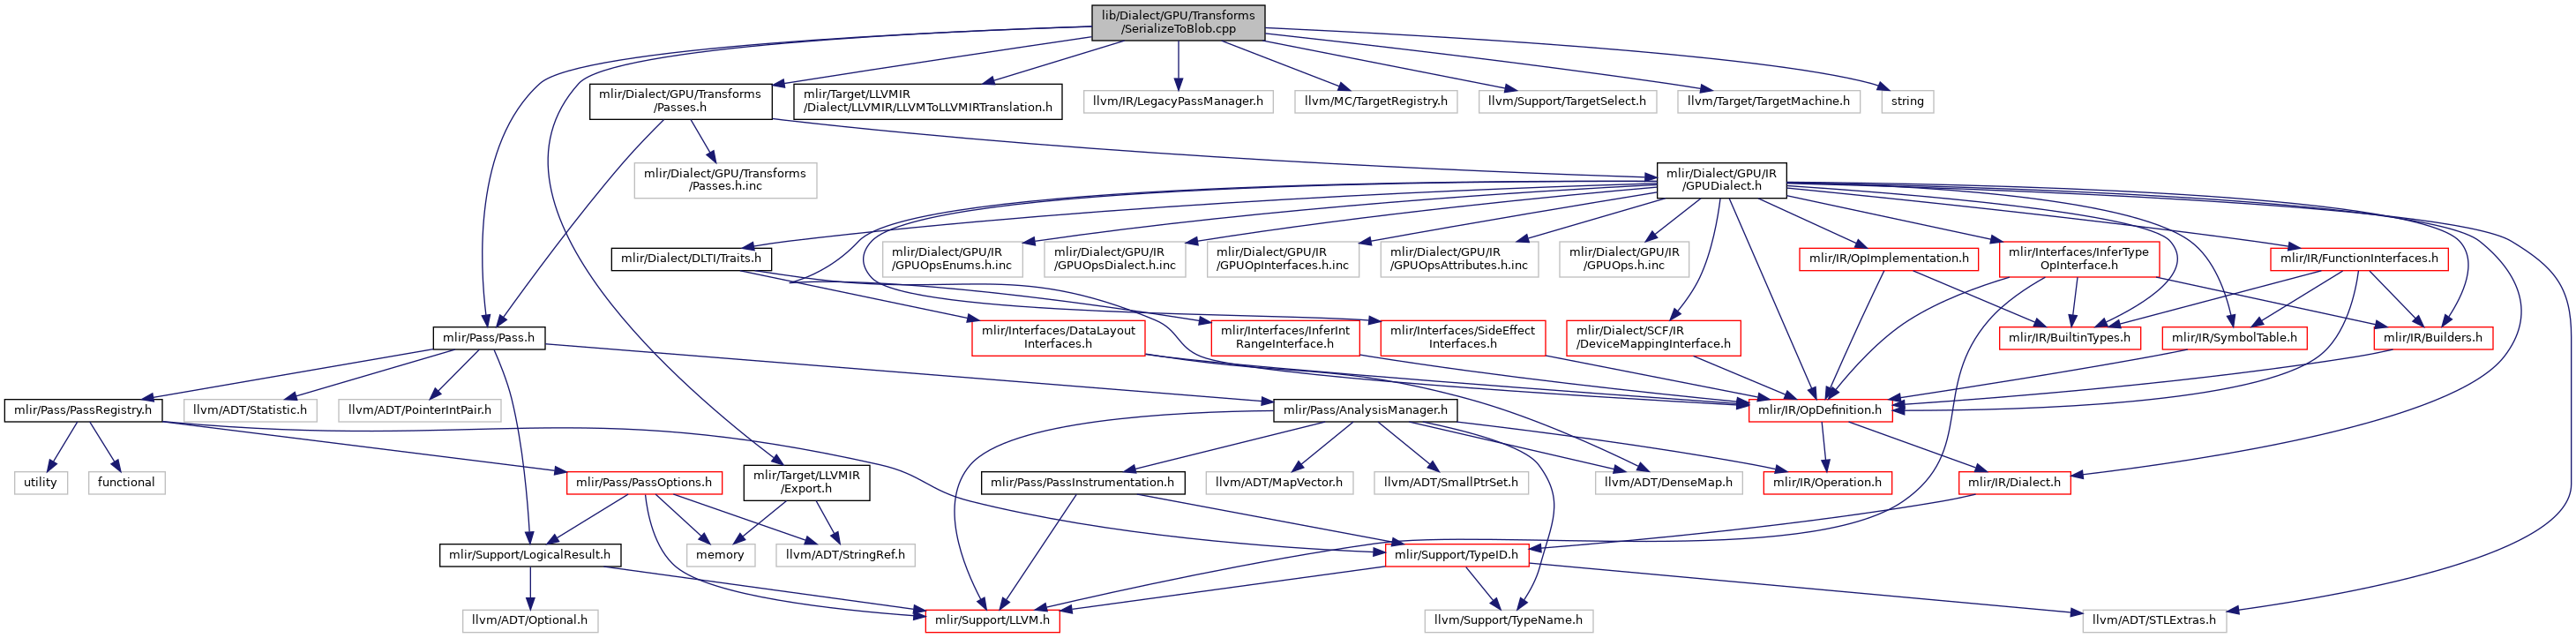 lib/Dialect/GPU/Transforms
/SerializeToBlob.cpp
mlir/Dialect/GPU/Transforms
/Passes.h
mlir/Target/LLVMIR
/Dialect/LLVMIR/LLVMToLLVMIRTranslation.h
llvm/IR/LegacyPassManager.h
llvm/MC/TargetRegistry.h
llvm/Support/TargetSelect.h
llvm/Target/TargetMachine.h
string
mlir/Dialect/GPU/Transforms
/Passes.h.inc
mlir/Dialect/GPU/IR
/GPUDialect.h
mlir/Dialect/DLTI/Traits.h
mlir/Dialect/GPU/IR
/GPUOpsEnums.h.inc
mlir/Dialect/GPU/IR
/GPUOpsDialect.h.inc
mlir/Dialect/GPU/IR
/GPUOpInterfaces.h.inc
mlir/Dialect/GPU/IR
/GPUOpsAttributes.h.inc
mlir/Dialect/GPU/IR
/GPUOps.h.inc
mlir/IR/OpImplementation.h
mlir/Interfaces/InferType
OpInterface.h
mlir/IR/FunctionInterfaces.h
mlir/Pass/Pass.h
mlir/Interfaces/DataLayout
Interfaces.h
mlir/Interfaces/InferInt
RangeInterface.h
mlir/Interfaces/SideEffect
Interfaces.h
mlir/Dialect/SCF/IR
/DeviceMappingInterface.h
mlir/IR/BuiltinTypes.h
mlir/IR/SymbolTable.h
mlir/IR/Builders.h
mlir/Pass/PassRegistry.h
llvm/ADT/Statistic.h
llvm/ADT/PointerIntPair.h
mlir/Pass/AnalysisManager.h
mlir/IR/OpDefinition.h
utility
functional
mlir/Pass/PassOptions.h
mlir/Target/LLVMIR
/Export.h
mlir/Pass/PassInstrumentation.h
llvm/ADT/MapVector.h
llvm/ADT/SmallPtrSet.h
llvm/ADT/DenseMap.h
mlir/IR/Operation.h
mlir/IR/Dialect.h
mlir/Support/LogicalResult.h
memory
llvm/ADT/StringRef.h
mlir/Support/TypeID.h
llvm/ADT/Optional.h
mlir/Support/LLVM.h
llvm/Support/TypeName.h
llvm/ADT/STLExtras.h